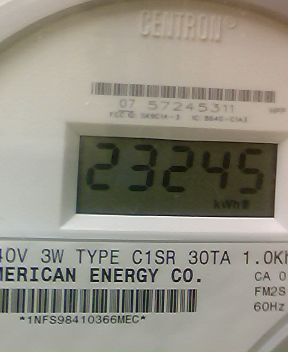 CENTRON®
07 57245311
23245
kWh
40V 3W TYPE C1SR 30TA 1.0Kh
MERICAN ENERGY CO.
CA 0
FM2S
60Hz
*1NFS98410366MEC*